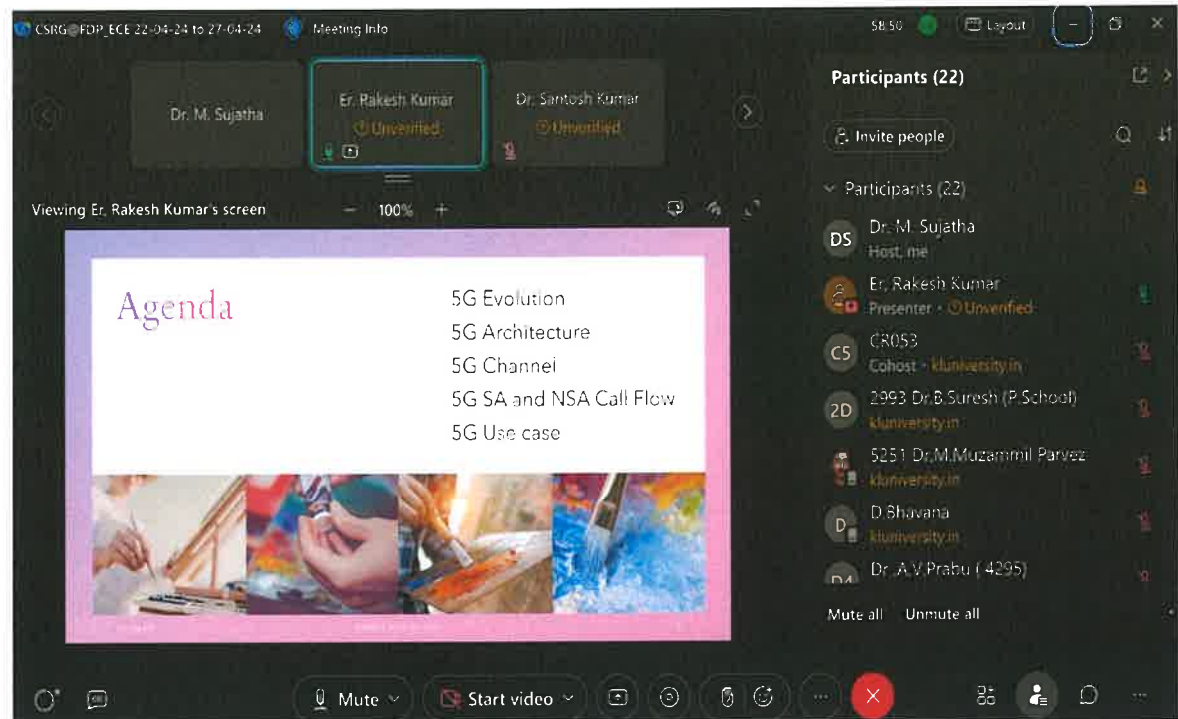 CSRG@FDP_ECE 22-04-24 to 27-04-24
Meeting Info
58:50
Layout
Dr. M. Sujatha
Er. Rakesh Kumar
Unverified
Dr. Santosh Kumar
Unverified
Viewing Er. Rakesh Kumar's screen
100%
Agenda
5G Evolution
5G Architecture
5G Channel
5G SA and NSA Call Flow
5G Use case
Participants (22)
Invite people
Participants (22)
DS
Dr. M. Sujatha
Host, me
Er. Rakesh Kumar
Presenter • Unverified
C5
CR053
Cohost • kluniversity.in
2D
2993 Dr.B.Suresh (P.School)
kluniversity.in
5251 Dr.M.Muzammil Parvez
kluniversity.in
D
D.Bhavana
kluniversity.in
D4
Dr .A.V.Prabu ( 4295)
Mute all
Unmute all
Mute
Start video